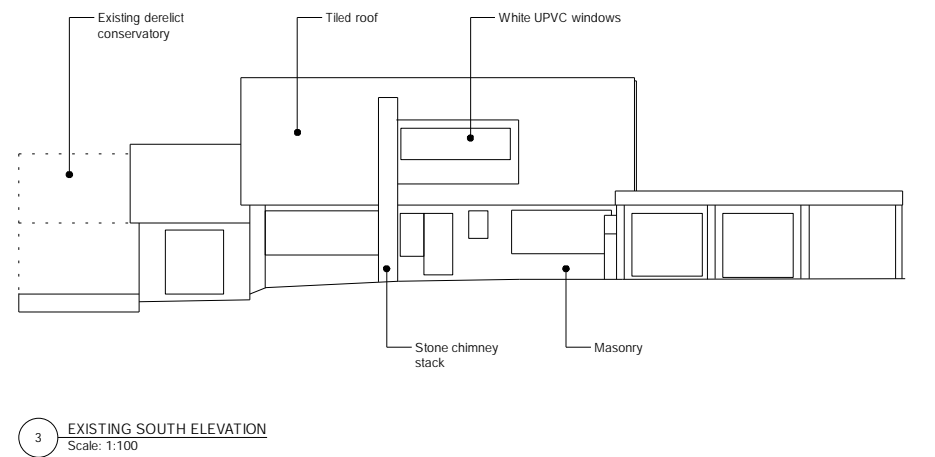 Existing derelict
conservatory
Tiled roof
White UPVC windows
Stone chimney
stack
Masonry
3
EXISTING SOUTH ELEVATION
Scale: 1:100